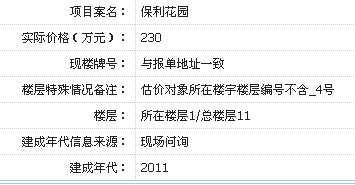 项目案名： 保利花园
实际价格（万元）： 230
现楼牌号： 与报单地址一致
楼层特殊情况备注： 估价对象所在楼宇楼层编号不含_4号
楼层： 所在楼层1/总楼层11
建成年代信息来源： 现场问询
建成年代： 2011